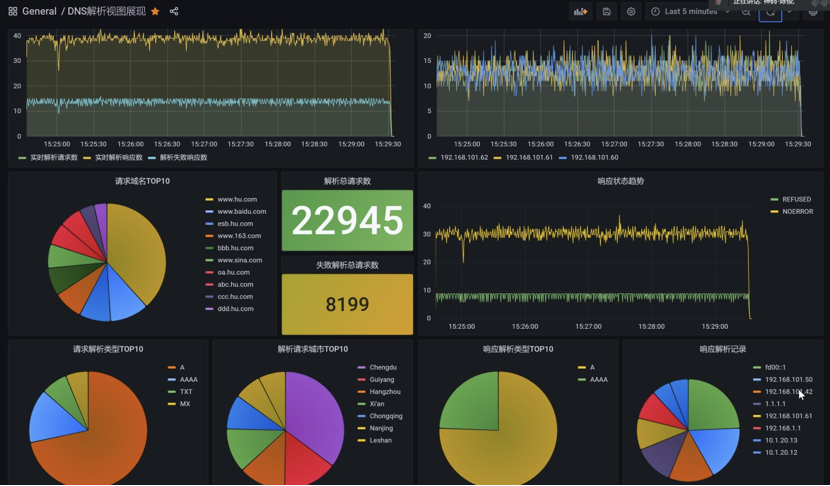 General / DNS解析视图展现
Last 5 minutes
正在讲话:
40
30
20
10
0
15:25:00 15:25:30 15:26:00 15:26:30 15:27:00 15:27:30 15:28:00 15:28:30 15:29:00 15:29:30
实时解析请求数 实时解析响应数 解析失败响应数
20
15
10
5
0
15:25:00 15:25:30 15:26:00 15:26:30 15:27:00 15:27:30 15:28:00 15:28:30 15:29:00 15:29:30
192.168.101.62 192.168.101.61 192.168.101.60
请求域名TOP10
www.hu.com
www.baidu.com
esb.hu.com
www.163.com
bbb.hu.com
www.sina.com
oa.hu.com
abc.hu.com
ccc.hu.com
ddd.hu.com
解析总请求数
22945
失败解析总请求数
8199
响应状态趋势
40
30
20
10
0
15:25:00 15:26:00 15:27:00 15:28:00 15:29:00
REFUSED
NOERROR
请求解析类型TOP10
A
AAAA
TXT
MX
解析请求城市TOP10
Chengdu
Guiyang
Hangzhou
Xi'an
Chongqing
Nanjing
Leshan
响应解析类型TOP10
A
AAAA
响应解析记录
fd00::1
192.168.101.50
192.168.101.42
1.1.1.1
192.168.101.61
192.168.1.1
10.1.20.13
10.1.20.12